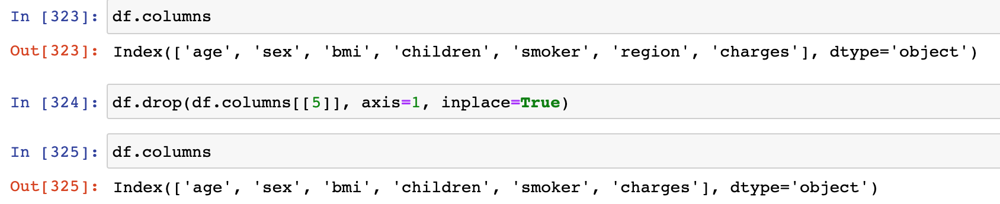 In [323]: df.columns
Out[323]: Index(['age', 'sex', 'bmi', 'children', 'smoker', 'region', 'charges'], dtype='object')
In [324]: df.drop(df.columns[[5]], axis=1, inplace=True)
In [325]: df.columns
Out[325]: Index(['age', 'sex', 'bmi', 'children', 'smoker', 'charges'], dtype='object')